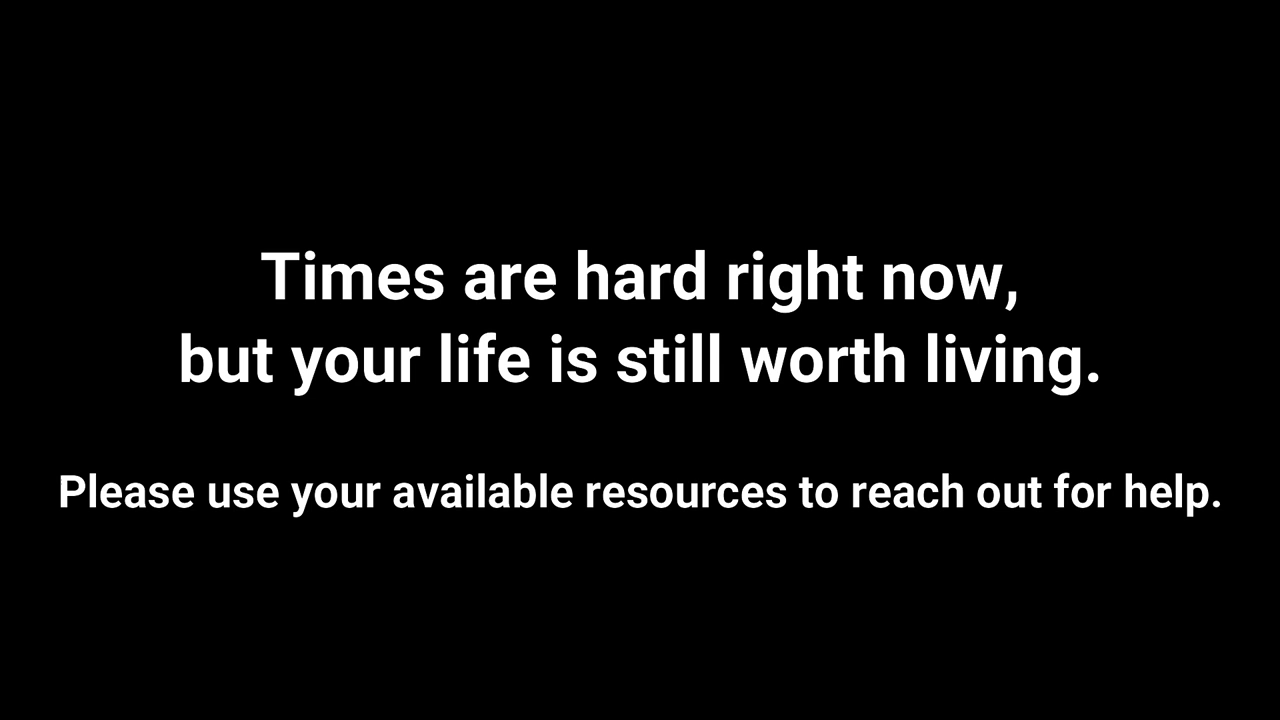 Times are hard right now,
but your life is still worth living.
Please use your available resources to reach out for help.